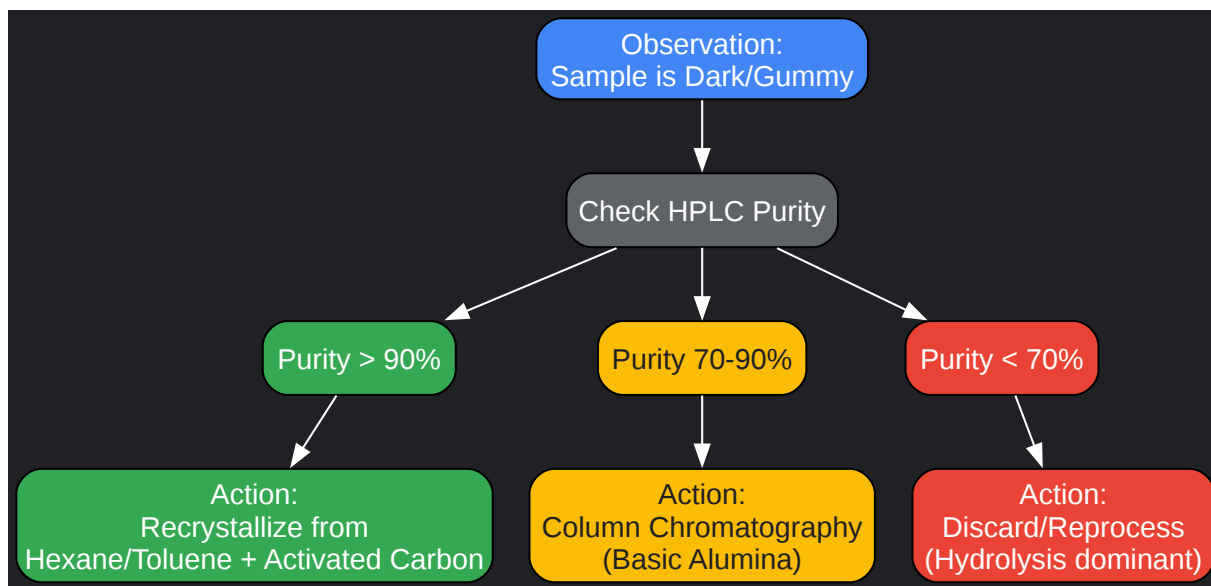 Observation:
Sample is Dark/Gummy
Check HPLC Purity
Purity > 90%
Purity 70-90%
Purity < 70%
Action:
Recrystallize from
Hexane/Toluene + Activated Carbon
Action:
Column Chromatography
(Basic Alumina)
Action:
Discard/Reprocess
(Hydrolysis dominant)